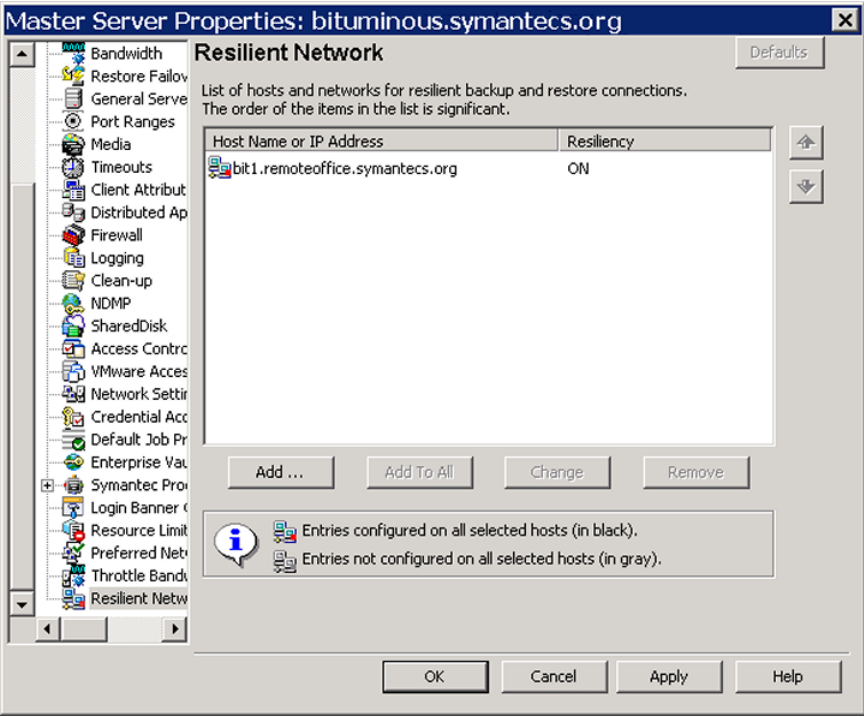 Master Server Properties: bituminous.symantecs.org
Bandwidth
Restore Failov
General Serve
Port Ranges
Media
Timeouts
Client Attribut
Distributed Ap
Firewall
Logging
Clean-up
NDMP
SharedDisk
Access Contro
VMware Acces
Network Settin
Credential Acc
Default Job Pr
Enterprise Vau
Symantec Pro
Login Banner C
Resource Limit
Preferred Netw
Throttle Bandw
Resilient Netw
Resilient Network
Defaults
List of hosts and networks for resilient backup and restore connections.
The order of the items in the list is significant.
Host Name or IP Address Resiliency
bit1.remoteoffice.symantecs.org ON
Add ... Add To All Change Remove
Entries configured on all selected hosts (in black).
Entries not configured on all selected hosts (in gray).
OK Cancel Apply Help